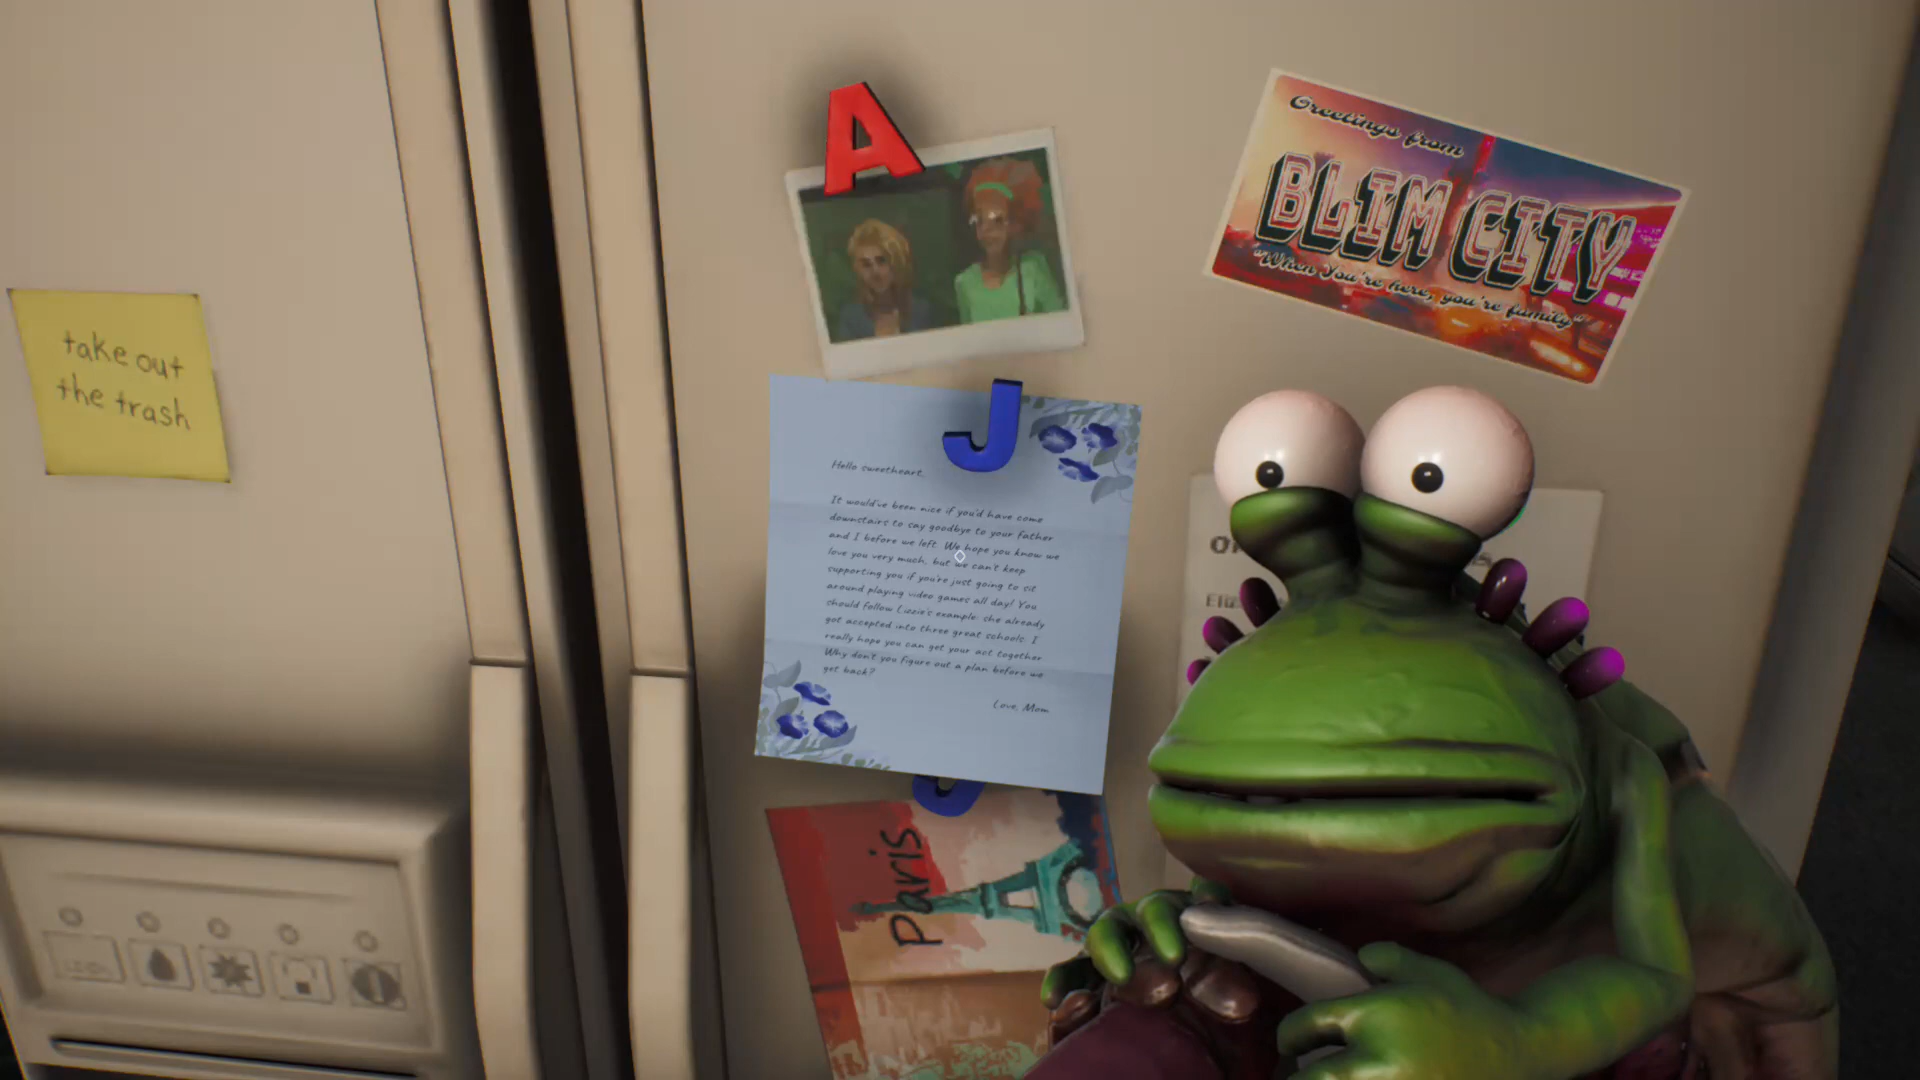 take out
the trash
A
Greetings from
BLIM CITY
"When You're here, you're family"
J
Hello sweetheart,
It would've been nice if you'd have come
downstairs to say goodbye to your father
and I before we left. We hope you know we
love you very much, but we can't keep
supporting you if you're just going to sit
around playing video games all day! You
should follow Lizzie's example: she already
got accepted into three great schools. I
really hope you can get your act together
Why don't you figure out a plan before we
get back?
Love, Mom
Paris